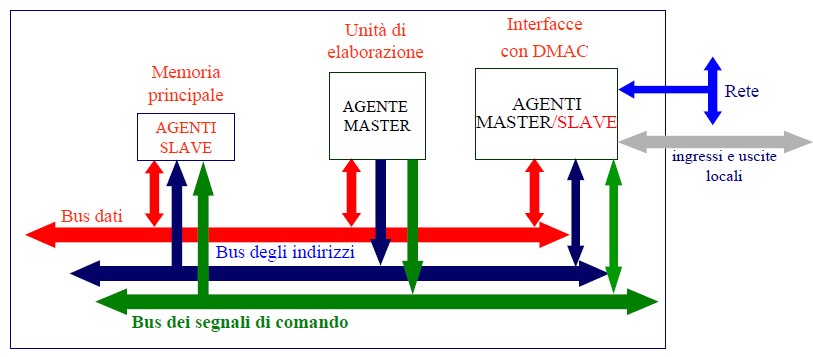 Memoria
principale
AGENTI
SLAVE
Unità di
elaborazione
AGENTE
MASTER
Interfacce
con DMAC
AGENTI
MASTER/SLAVE
Rete
ingressi e uscite
locali
Bus dati
Bus degli indirizzi
Bus dei segnali di comando